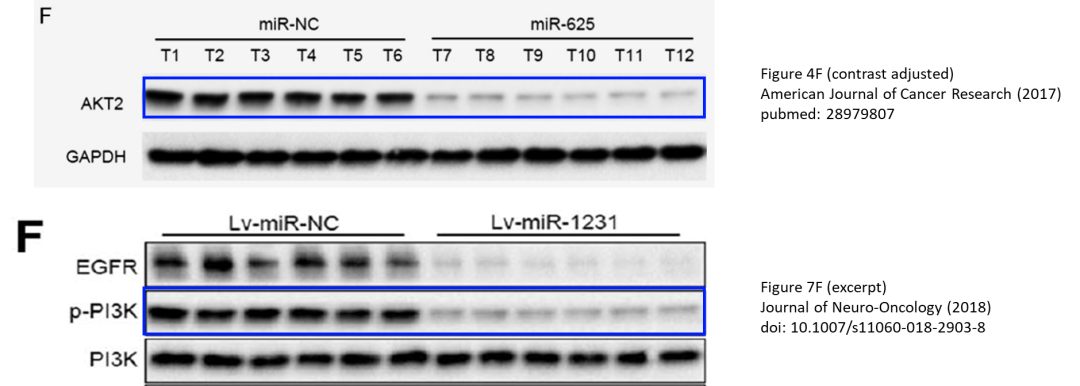 F
miR-NC miR-625
T1 T2 T3 T4 T5 T6 T7 T8 T9 T10 T11 T12
AKT2
GAPDH
Figure 4F (contrast adjusted)
American Journal of Cancer Research (2017)
pubmed: 28979807
F
Lv-miR-NC Lv-miR-1231
EGFR
p-PI3K
PI3K
Figure 7F (excerpt)
Journal of Neuro-Oncology (2018)
doi: 10.1007/s11060-018-2903-8